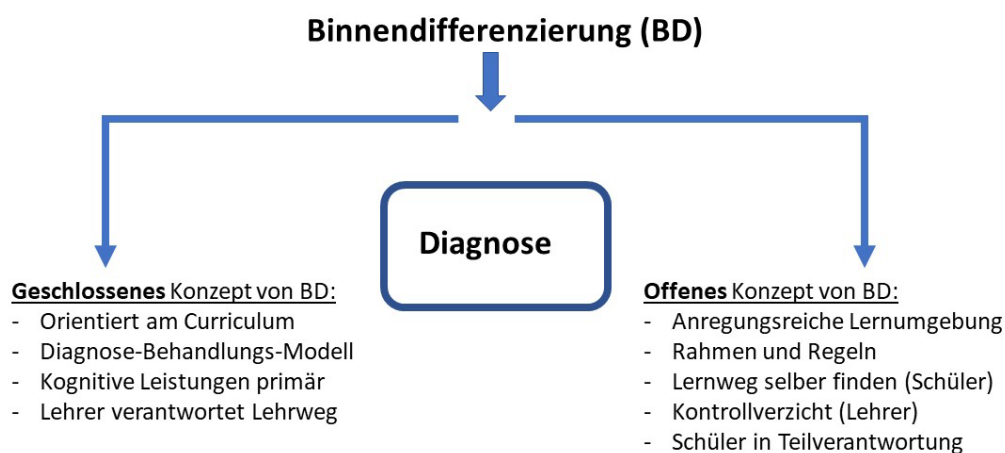 Binnendifferenzierung (BD)
Diagnose
Geschlossenes Konzept von BD:
- Orientiert am Curriculum
- Diagnose-Behandlungs-Modell
- Kognitive Leistungen primär
- Lehrer verantwortet Lehrweg
Offenes Konzept von BD:
- Anregungsreiche Lernumgebung
- Rahmen und Regeln
- Lernweg selber finden (Schüler)
- Kontrollverzicht (Lehrer)
- Schüler in Teilverantwortung